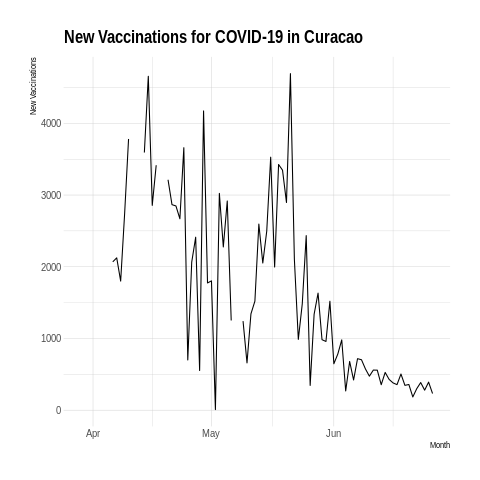 New Vaccinations for COVID-19 in Curacao
New Vaccinations
4000
3000
2000
1000
0
Apr
May
Jun
Month